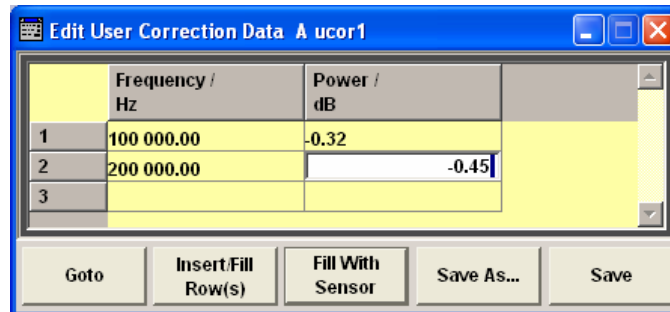 Edit User Correction Data A ucor1
Frequency / Power /
Hz dB
1 100 000.00 -0.32
2 200 000.00 -0.45
3
Goto Insert/Fill Row(s) Fill With Sensor Save As... Save